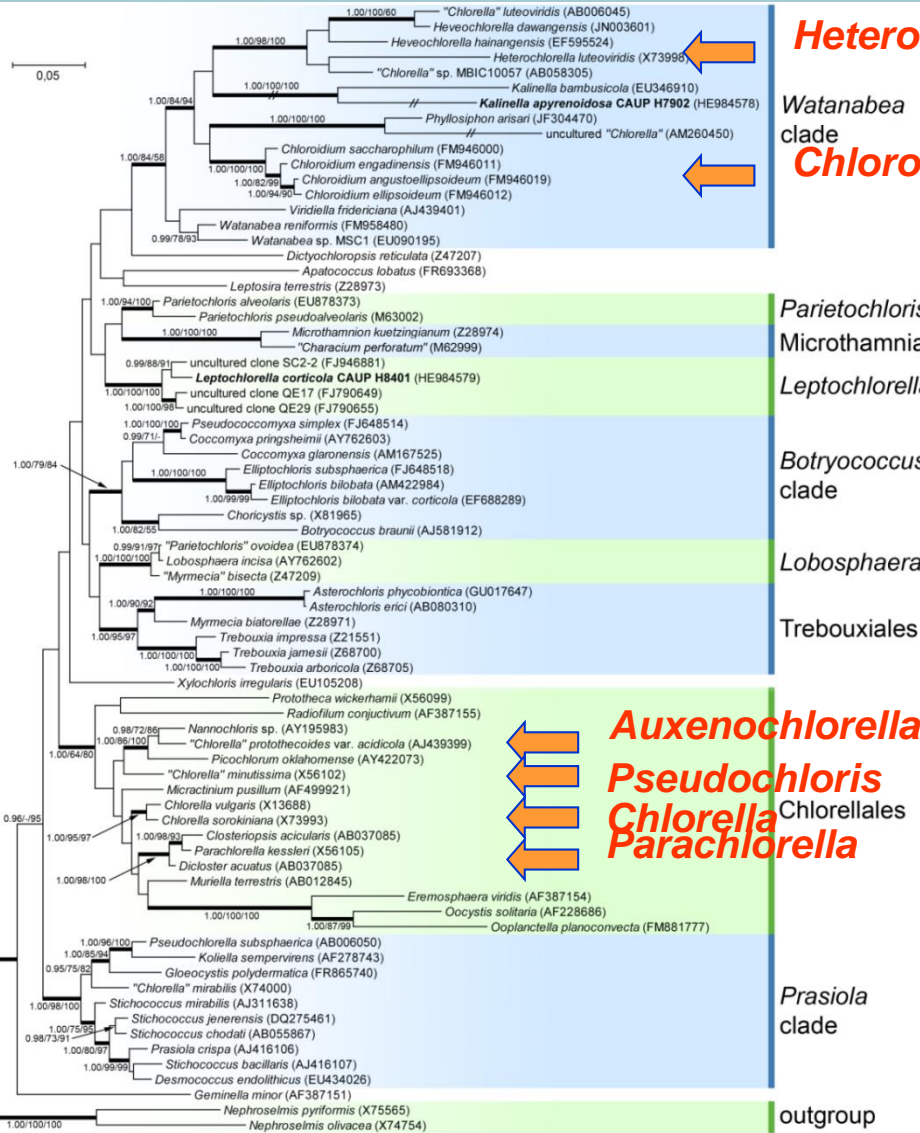 0,05
1.00/100/60
"Chlorella" luteoviridis (AB006045)
Heveochlorella dawangensis (JN003601)
1.00/98/100
Heveochlorella hainangensis (EF595524)
Heterochlorella luteoviridis (X73998)
Hetero
"Chlorella" sp. MBIC10057 (AB058305)
1.00/84/94
1.00/100/100
Kalinella bambusicola (EU346910)
Kalinella apyrenoidosa CAUP H7902 (HE984578)
Watanabea
clade
1.00/100/100
Phyllosiphon arisari (JF304470)
uncultured "Chlorella" (AM260450)
1.00/84/58
Chloroidium saccharophilum (FM946000)
1.00/100/100
Chloroidium engadinensis (FM946011)
Chloro
1.00/82/99
Chloroidium angustoellipsoideum (FM946019)
1.00/94/90
Chloroidium ellipsoideum (FM946012)
Viridiella fridericiana (AJ439401)
Watanabea reniformis (FM958480)
0.99/78/93
Watanabea sp. MSC1 (EU090195)
Dictyochloropsis reticulata (Z47207)
Apatococcus lobatus (FR693368)
Leptosira terrestris (Z28973)
1.00/94/100
Parietochloris alveolaris (EU878373)
Parietochloris pseudoalveolaris (M63002)
Parietochloris
1.00/100/100
Microthamnion kuetzingianum (Z28974)
"Characium perforatum" (M62999)
Microthamnia
0.99/88/91
uncultured clone SC2-2 (FJ946881)
Leptochlorella corticola CAUP H8401 (HE984579)
Leptochlorella
1.00/100/100
uncultured clone QE17 (FJ790649)
1.00/100/98
uncultured clone QE29 (FJ790655)
1.00/100/100
Pseudococcomyxa simplex (FJ648514)
0.99/71/-
Coccomyxa pringsheimii (AY762603)
Coccomyxa glaronensis (AM167525)
1.00/79/84
1.00/100/100
Elliptochloris subsphaerica (FJ648518)
Elliptochloris bilobata (AM422984)
1.00/99/99
Elliptochloris bilobata var. corticola (EF688289)
Botryococcus
clade
Choricystis sp. (X81965)
1.00/82/55
Botryococcus braunii (AJ581912)
0.99/91/97
"Parietochloris" ovoidea (EU878374)
1.00/100/100
Lobosphaera incisa (AY762602)
"Myrmecia" bisecta (Z47209)
Lobosphaera
1.00/100/100
Asterochloris phycobiontica (GU017647)
1.00/90/92
Asterochloris erici (AB080310)
Myrmecia biatorellae (Z28971)
1.00/95/97
Trebouxia impressa (Z21551)
Trebouxiales
1.00/100/100
Trebouxia jamesii (Z68700)
1.00/100/100
Trebouxia arboricola (Z68705)
Xylochloris irregularis (EU105208)
Prototheca wickerhamii (X56099)
Radiofilum conjuctivum (AF387155)
0.98/72/86
Nannochloris sp. (AY195983)
Auxenochlorella
1.00/86/100
"Chlorella" protothecoides var. acidicola (AJ439399)
1.00/64/80
Picochlorum oklahomense (AY422073)
"Chlorella" minutissima (X56102)
Pseudochloris
Micractinium pusillum (AF499921)
Chlorella vulgaris (X13688)
Chlorellales
0.96/-/95
Chlorella sorokiniana (X73993)
Chlorella
1.00/95/97
1.00/98/93
Closteriopsis acicularis (AB037085)
Parachlorella kessleri (X56105)
Parachlorella
Dicloster acuatus (AB037085)
1.00/98/100
Muriella terrestris (AB012845)
Eremosphaera viridis (AF387154)
1.00/100/100
Oocystis solitaria (AF228686)
1.00/87/99
Ooplanctella planoconvecta (FM881777)
1.00/96/100
Pseudochlorella subsphaerica (AB006050)
1.00/85/94
Koliella sempervirens (AF278743)
0.95/75/82
Gloeocystis polydermatica (FR865740)
"Chlorella" mirabilis (X74000)
1.00/98/100
Stichococcus mirabilis (AJ311638)
Prasiola
clade
1.00/75/95
Stichococcus jenerensis (DQ275461)
0.98/73/91
Stichococcus chodati (AB055867)
1.00/80/97
Prasiola crispa (AJ416106)
Stichococcus bacillaris (AJ416107)
1.00/99/99
Desmococcus endolithicus (EU434026)
Geminella minor (AF387151)
Nephroselmis pyriformis (X75565)
outgroup
1.00/100/100
Nephroselmis olivacea (X74754)